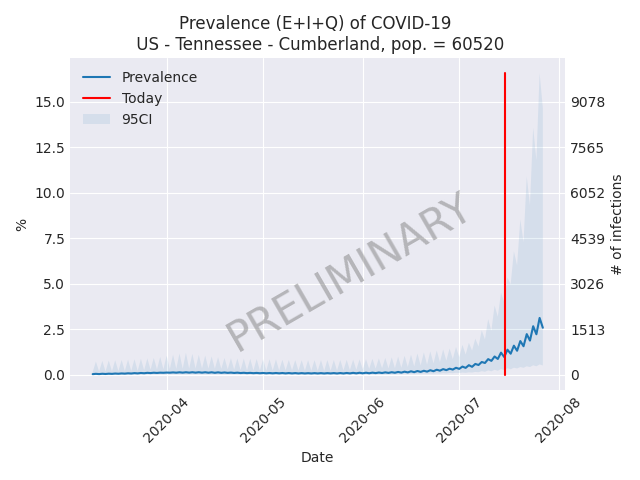 Prevalence (E+I+Q) of COVID-19
US - Tennessee - Cumberland, pop. = 60520
Prevalence
Today
95CI
15.0
12.5
10.0
7.5
5.0
2.5
0.0
%
9078
7565
6052
4539
3026
1513
0
# of infections
PRELIMINARY
2020-04
2020-05
2020-06
2020-07
2020-08
Date